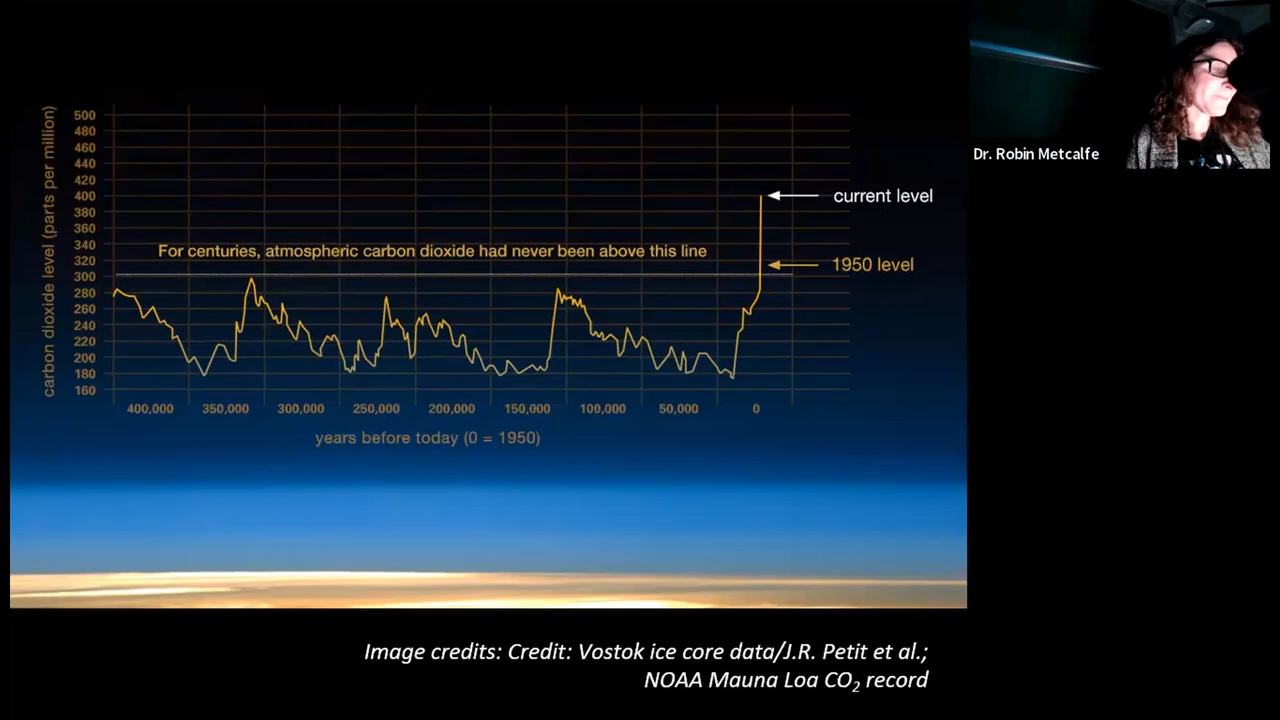 Dr. Robin Metcalfe
carbon dioxide level (parts per million)
500
480
460
440
420
400
380
360
340
320
300
280
260
240
220
200
180
160
current level
For centuries, atmospheric carbon dioxide had never been above this line
1950 level
400,000 350,000 300,000 250,000 200,000 150,000 100,000 50,000 0
years before today (0 = 1950)
Image credits: Credit: Vostok ice core data/J.R. Petit et al.;
NOAA Mauna Loa CO₂ record